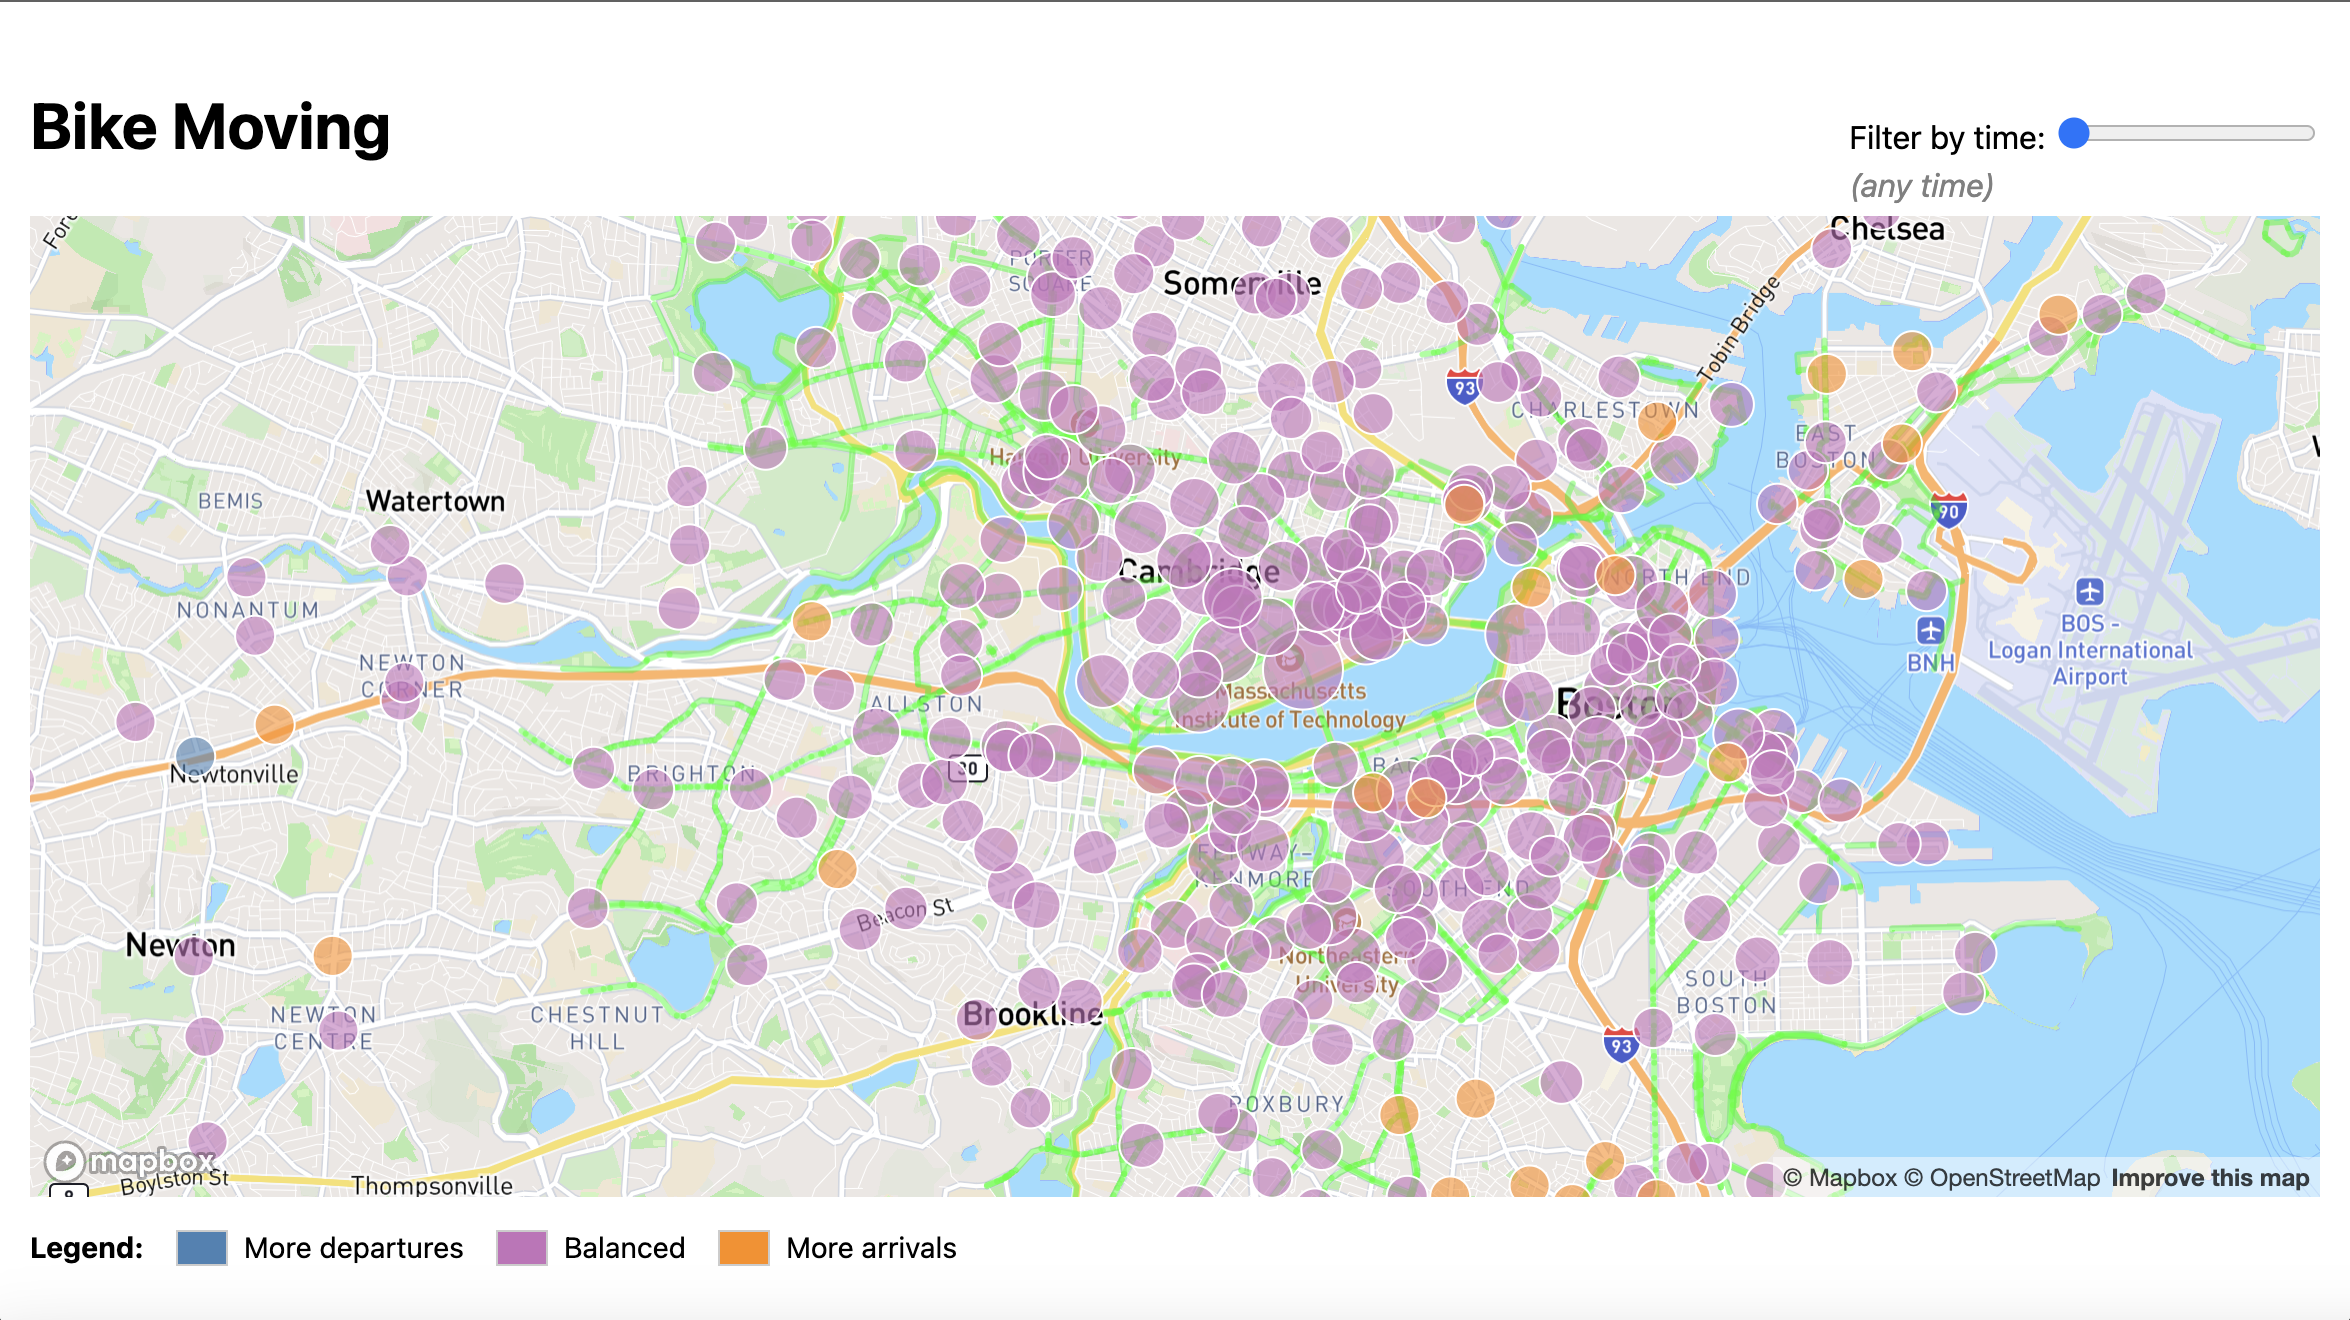 Bike Moving
Filter by time:
(any time)
Chelsea
PORTER
SQUARE
Somerville
Tobin Bridge
93
CHARLESTOWN
EAST
BOSTON
Harvard University
BEMIS
Watertown
90
Cambridge
NORTH END
NONANTUM
BOS -
Logan International
Airport
BNH
NEWTON
CORNER
Massachusetts
Institute of Technology
ALLSTON
Boston
Newtonville
BRIGHTON
30
FENWAY-
KENMORE
SOUTH END
Beacon St
Newton
Northeastern
University
SOUTH
BOSTON
NEWTON
CENTRE
CHESTNUT
HILL
Brookline
93
ROXBURY
mapbox
Boylston St
Thompsonville
© Mapbox © OpenStreetMap Improve this map
Legend: More departures Balanced More arrivals